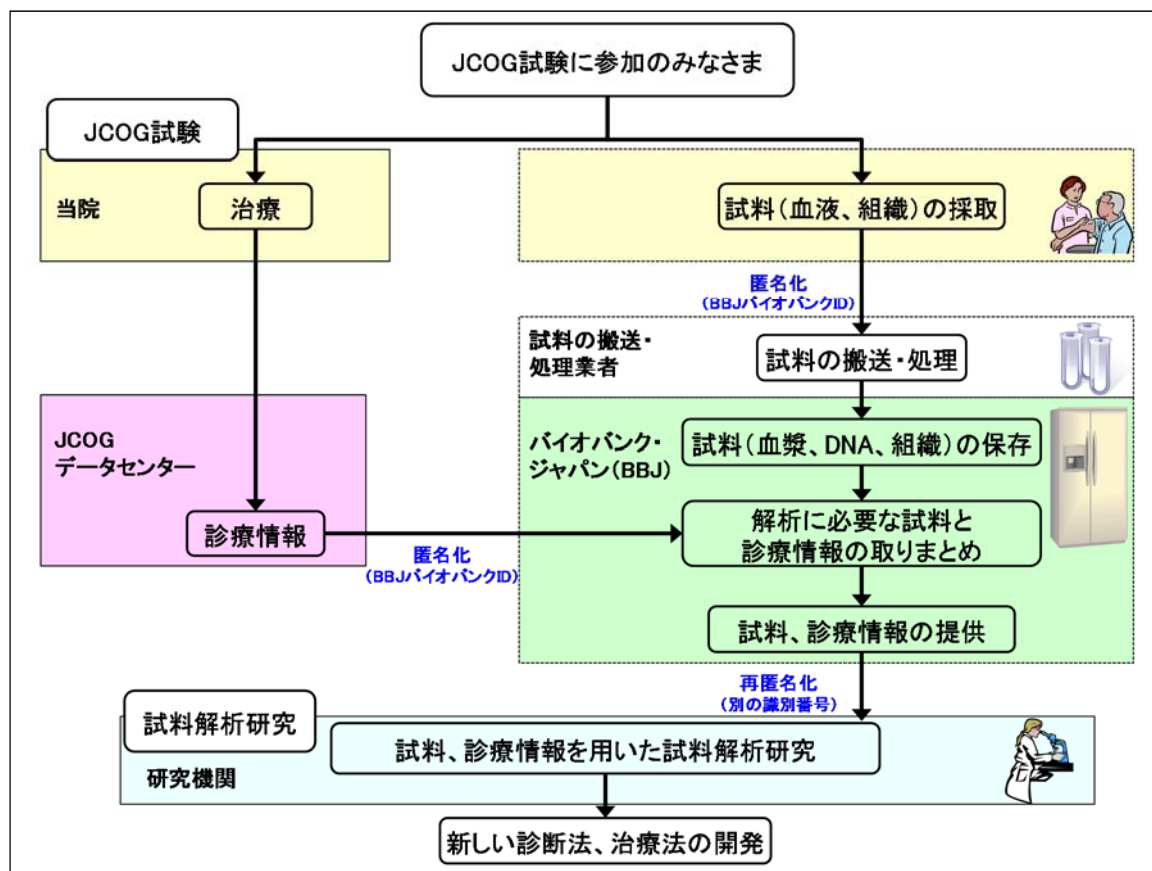 JCOG試験に参加のみなさま
JCOG試験
当院
治療
試料(血液、組織)の採取
匿名化
(BBJバイオバンクID)
試料の搬送・
処理業者
試料の搬送・処理
JCOG
データセンター
バイオバンク・
ジャパン(BBJ)
試料(血漿、DNA、組織)の保存
診療情報
匿名化
(BBJバイオバンクID)
解析に必要な試料と
診療情報の取りまとめ
試料、診療情報の提供
再匿名化
(別の識別番号)
試料解析研究
研究機関
試料、診療情報を用いた試料解析研究
新しい診断法、治療法の開発